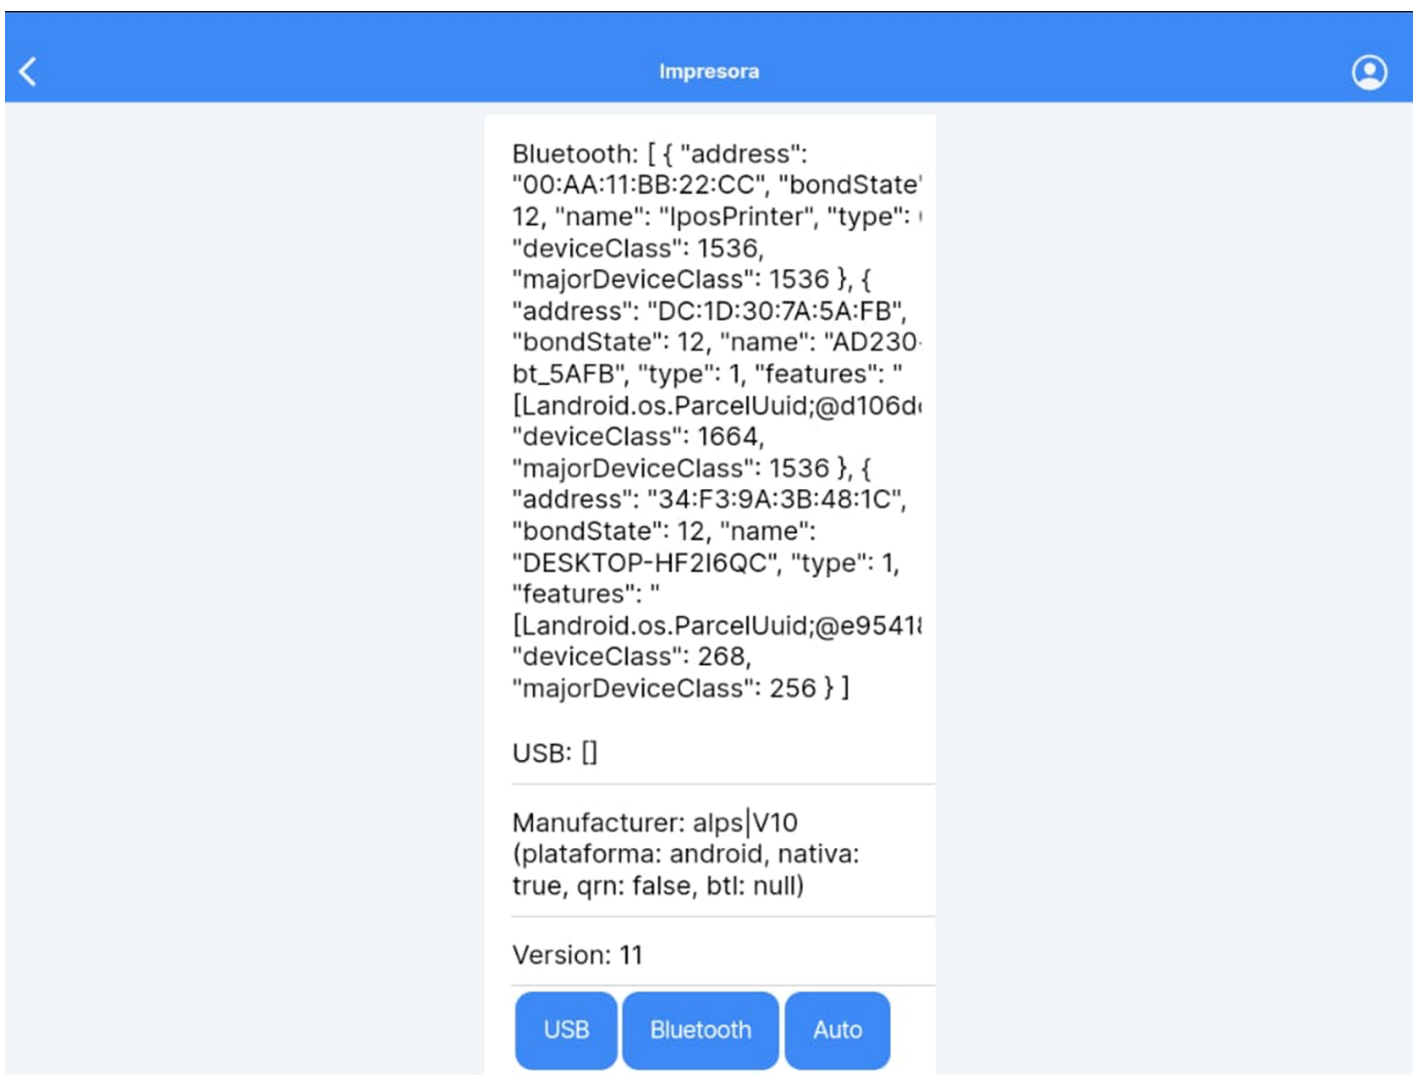 Impresora
Bluetooth: [ { "address":
"00:AA:11:BB:22:CC", "bondState"
12, "name": "IposPrinter", "type":
"deviceClass": 1536,
"majorDeviceClass": 1536 }, {
"address": "DC:1D:30:7A:5A:FB",
"bondState": 12, "name": "AD230-
bt_5AFB", "type": 1, "features": "
[Landroid.os.ParcelUuid;@d106d
"deviceClass": 1664,
"majorDeviceClass": 1536 }, {
"address": "34:F3:9A:3B:48:1C",
"bondState": 12, "name":
"DESKTOP-HF2I6QC", "type": 1,
"features": "
[Landroid.os.ParcelUuid;@e9541
"deviceClass": 268,
"majorDeviceClass": 256 } ]
USB: []
Manufacturer: alps|V10
(plataforma: android, nativa:
true, qrn: false, btl: null)
Version: 11
USB Bluetooth Auto